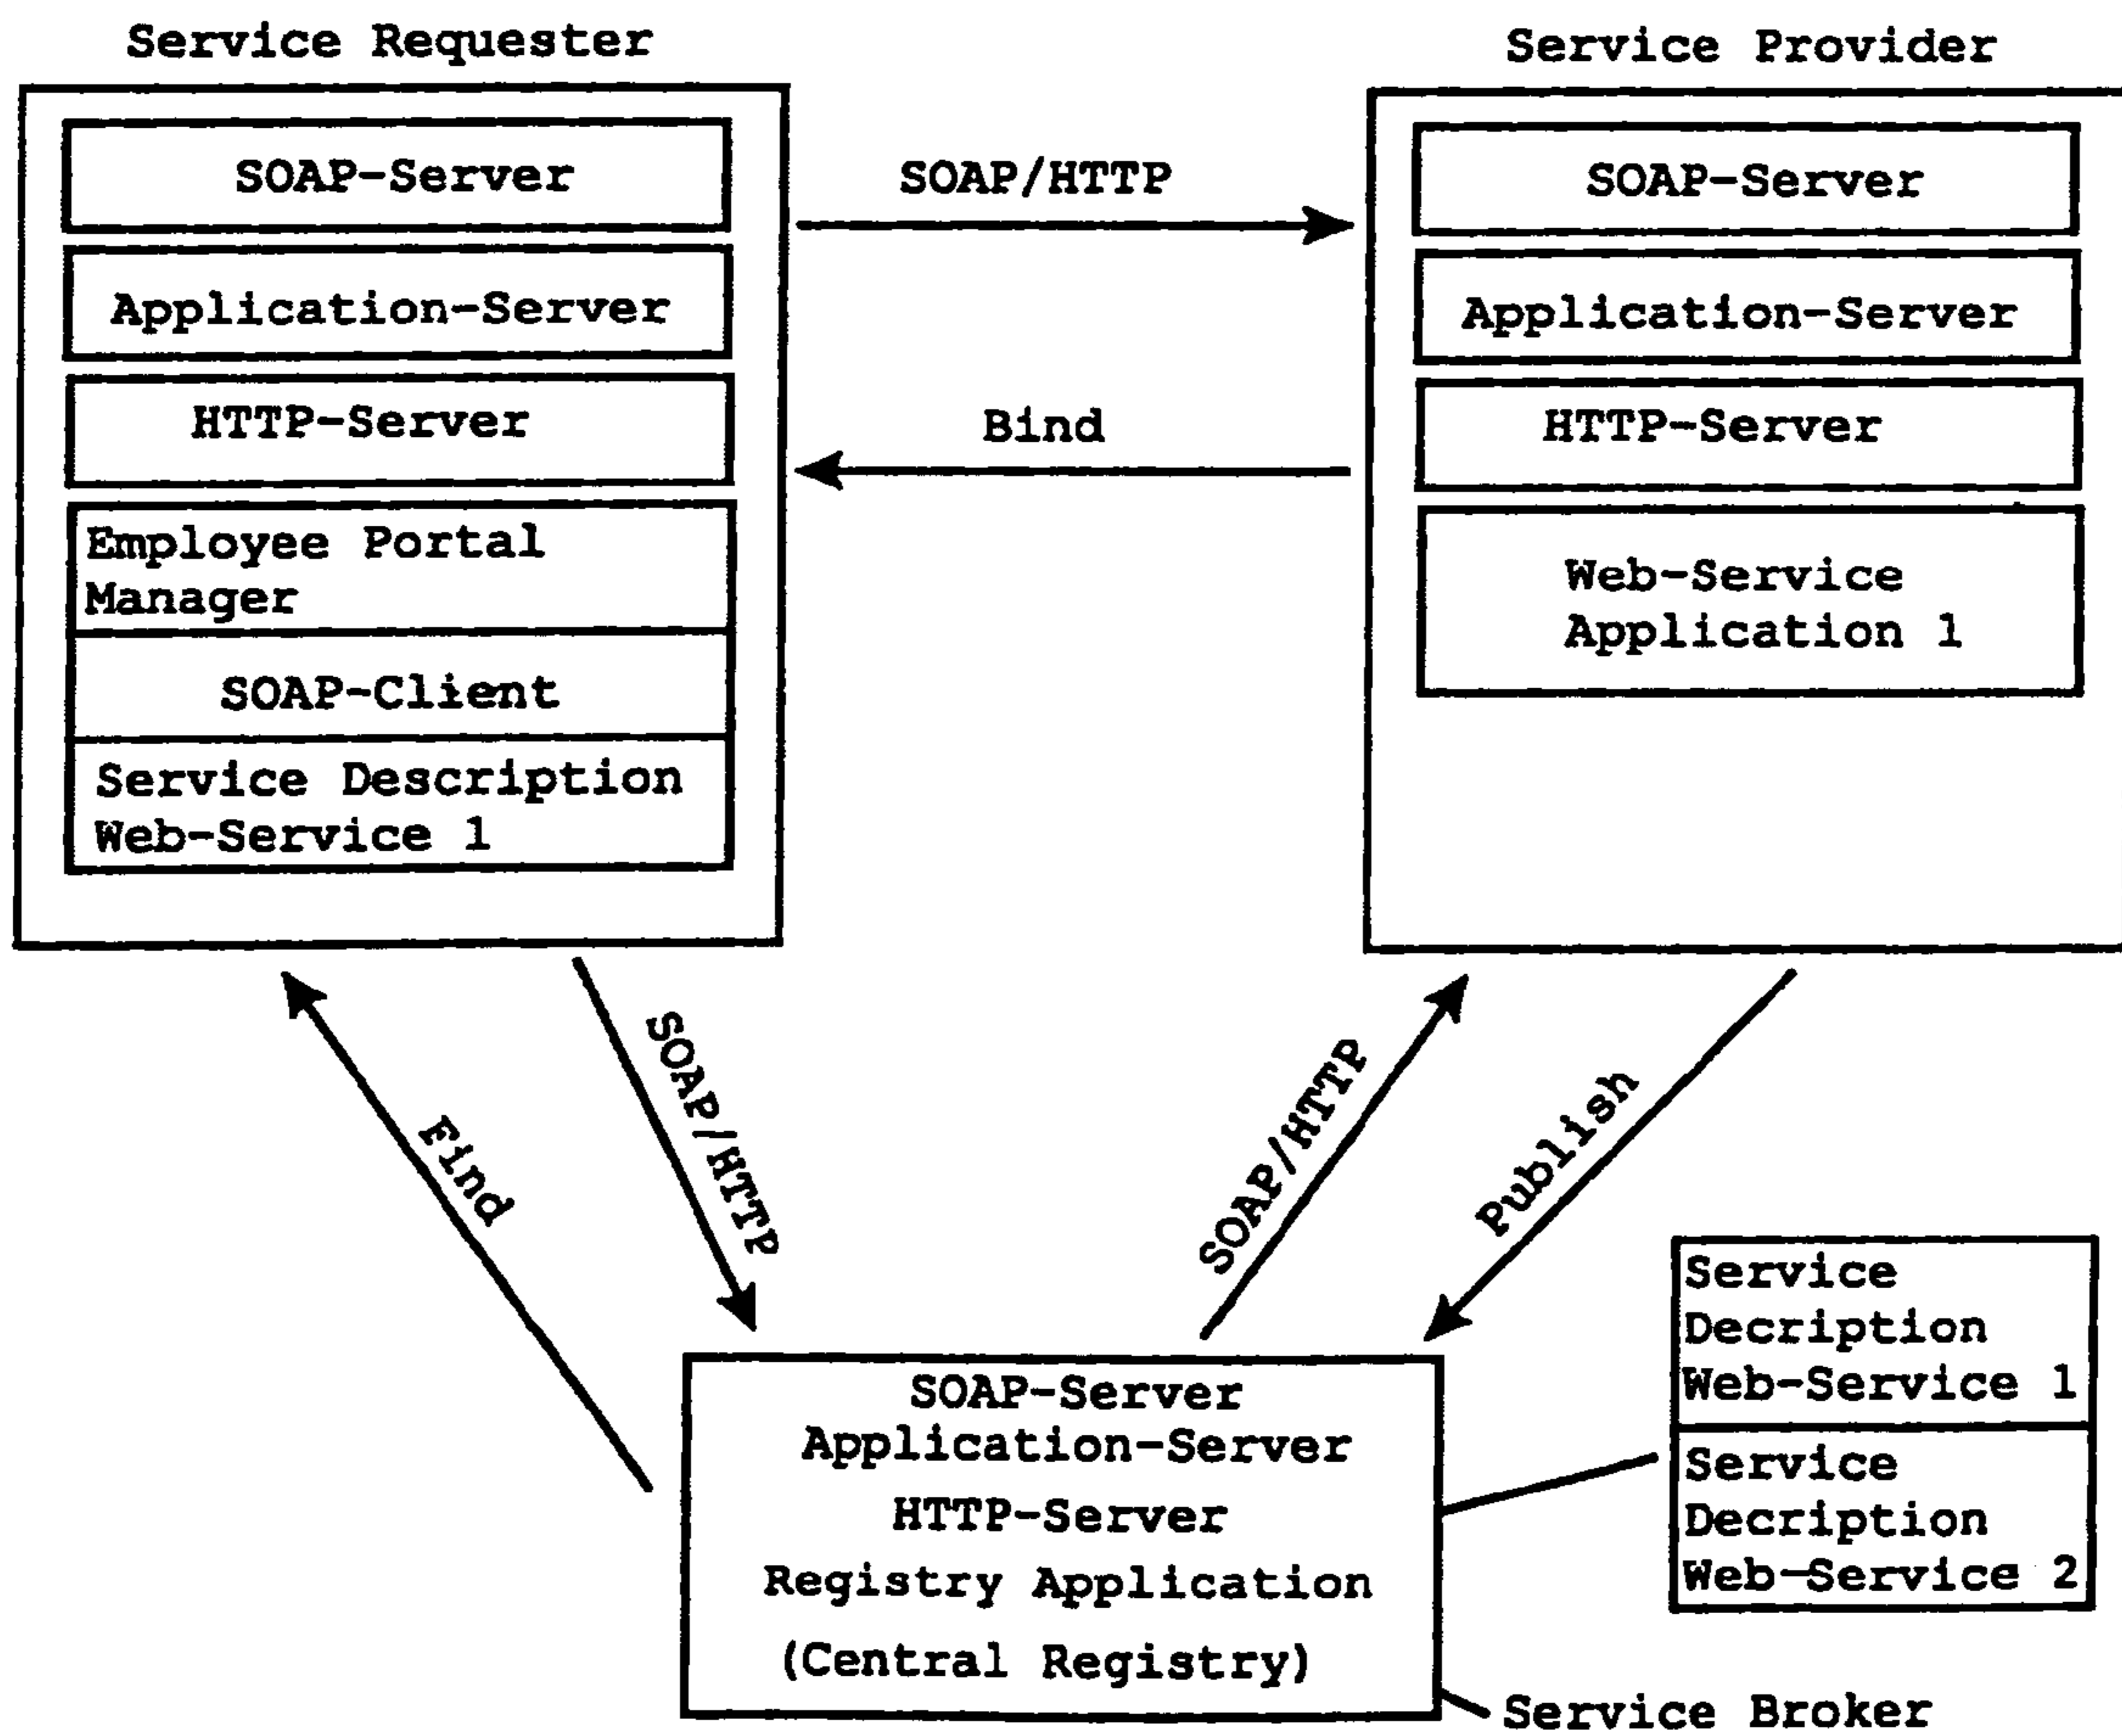 Service Requester
SOAP-Server
Application-Server
HTTP-Server
Employee Portal
Manager
SOAP-Client
Service Description
Web-Service 1
SOAP/HTTP
Bind
Service Provider
SOAP-Server
Application-Server
HTTP-Server
Web-Service
Application 1
Find
SOAP/HTTP
SOAP/HTTP
Publish
SOAP-Server
Application-Server
HTTP-Server
Registry Application
(Central Registry)
Service
Decription
Web-Service 1
Service
Decription
Web-Service 2
Service Broker